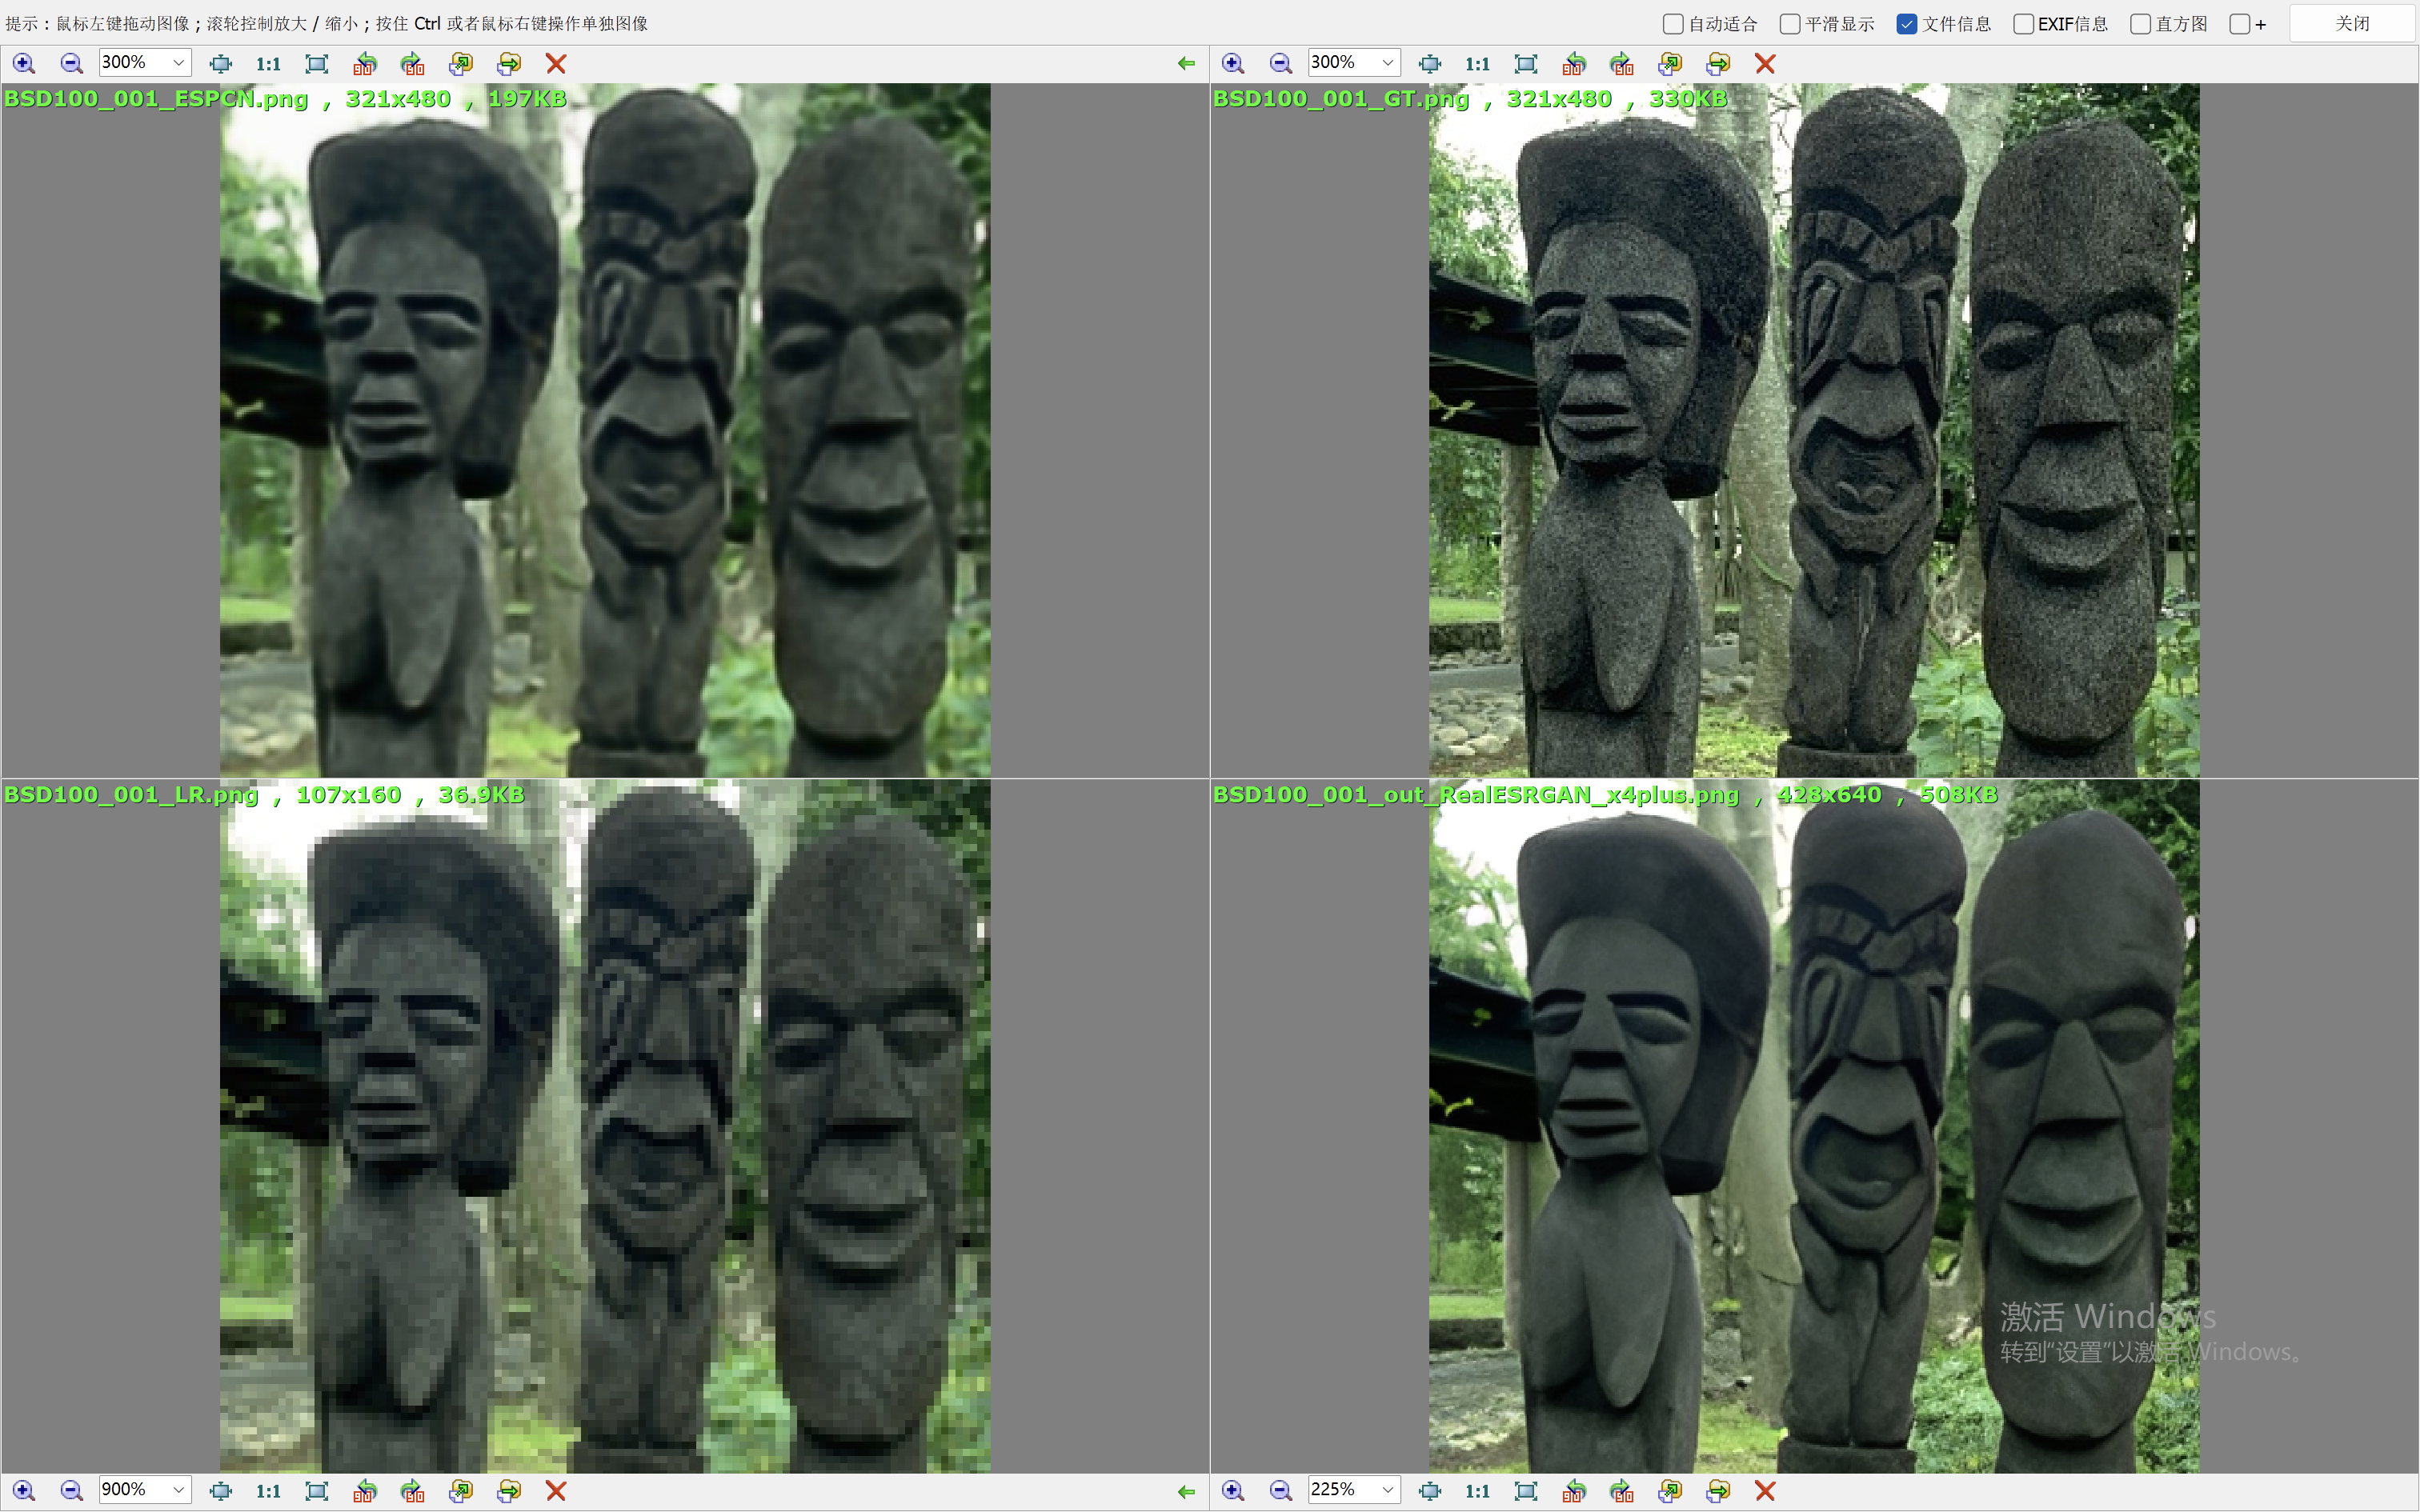 提示：鼠标左键拖动图像；滚轮控制放大 / 缩小；按住 Ctrl 或者鼠标右键操作单独图像
自动适合 平滑显示 文件信息 EXIF信息 直方图 + 关闭
300% 1:1
300% 1:1
BSD100_001_ESPCN.png , 321x480 , 197KB
BSD100_001_GT.png , 321x480 , 330KB
BSD100_001_LR.png , 107x160 , 36.9KB
BSD100_001_out_RealESRGAN_x4plus.png , 428x640 , 508KB
激活 Windows
转到“设置”以激活 Windows。
900% 1:1
225% 1:1